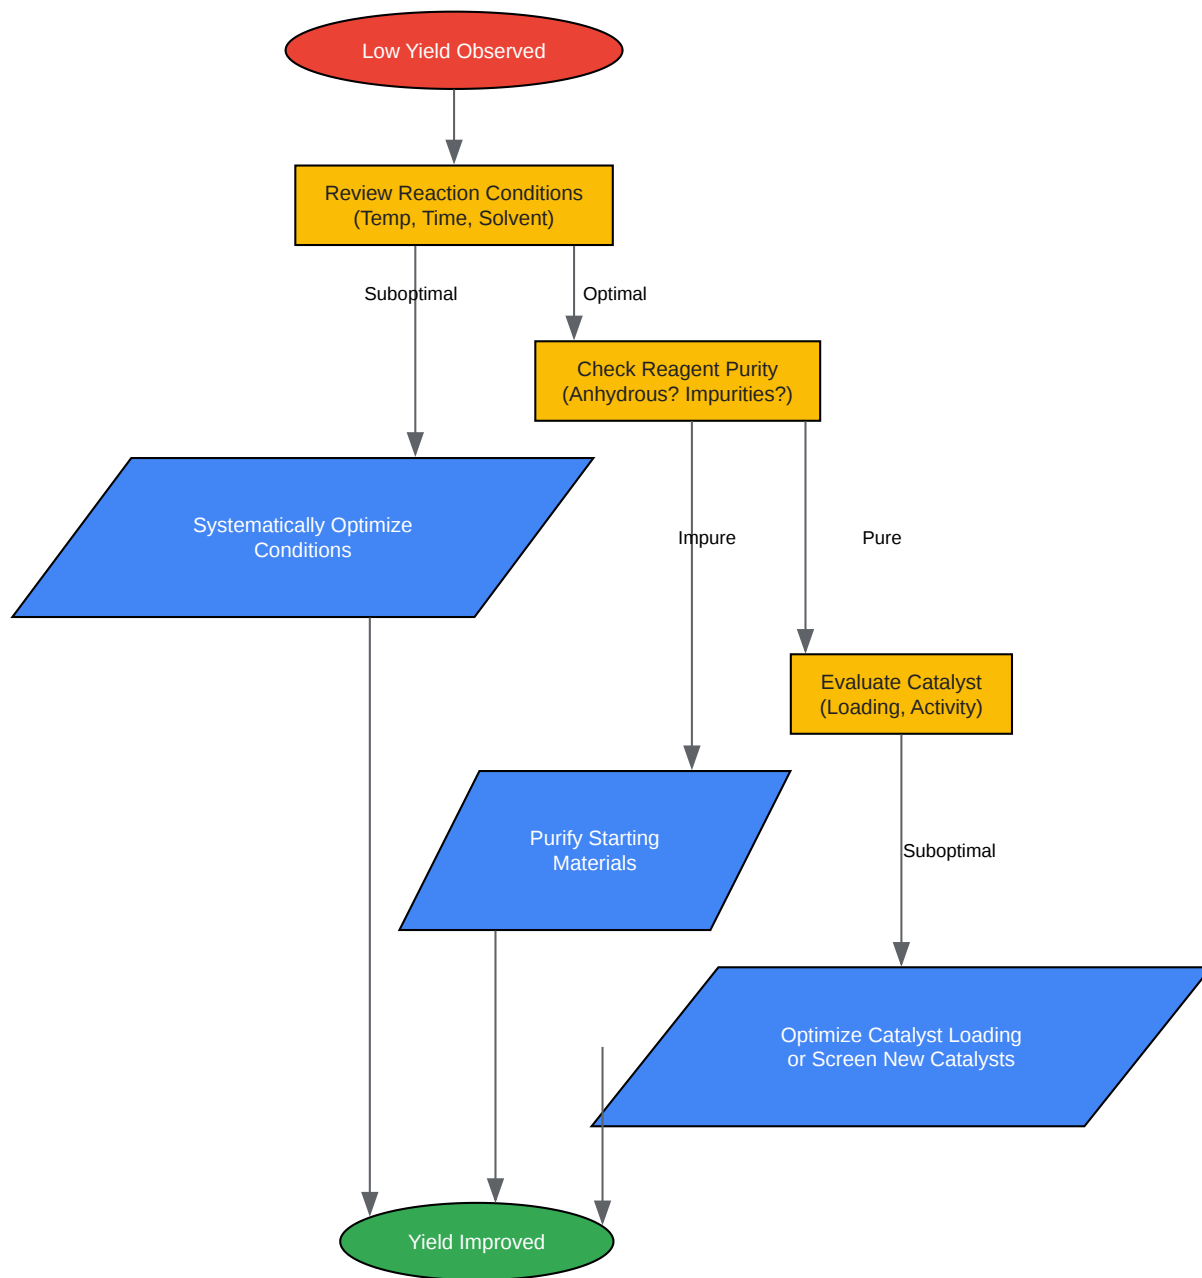 Low Yield Observed
Review Reaction Conditions
(Temp, Time, Solvent)
Suboptimal
Optimal
Check Reagent Purity
(Anhydrous? Impurities?)
Systematically Optimize
Conditions
Impure
Pure
Evaluate Catalyst
(Loading, Activity)
Purify Starting
Materials
Suboptimal
Optimize Catalyst Loading
or Screen New Catalysts
Yield Improved